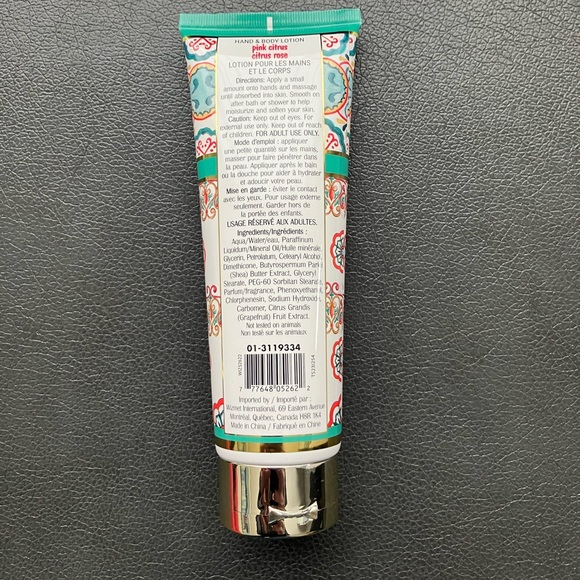 HAND & BODY LOTION
pink citrus
citrus rose
LOTION POUR LES MAINS
ET LE CORPS
Directions: Apply a small
amount onto hands and massage
until absorbed into skin. Smooth on
after bath or shower to help
moisturize and soften your skin.
Caution: Keep out of eyes. For
external use only. Keep out of reach
of children. FOR ADULT USE ONLY.
Mode d'emploi : appliquer
une petite quantité sur les mains,
masser pour faire pénétrer dans
la peau. Appliquer après le bain
ou la douche pour aider à hydrater
et adoucir votre peau.
Mise en garde : éviter le contact
avec les yeux. Pour usage externe
seulement. Garder hors de
la portée des enfants.
USAGE RÉSERVÉ AUX ADULTES.
Ingredients/Ingrédients :
Aqua/Water/eau, Paraffinum
Liquidum/Mineral Oil/Huile minérale,
Glycerin, Petrolatum, Cetearyl Alcohol,
Dimethicone, Butyrospermum Parkii
(Shea) Butter Extract, Glyceryl
Stearate, PEG-60 Sorbitan Stearate,
Parfum/fragrance, Phenoxyethanol,
Chlorphenesin, Sodium Hydroxide,
Carbomer, Citrus Grandis
(Grapefruit) Fruit Extract.
Not tested on animals
Non testé sur les animaux
01-3119334
7 77648 05262 2
Imported by / Importé par :
Wizmet International, 69 Eastern Avenue
Montréal, Québec, Canada H8R 1K4
Made in China / Fabriqué en Chine